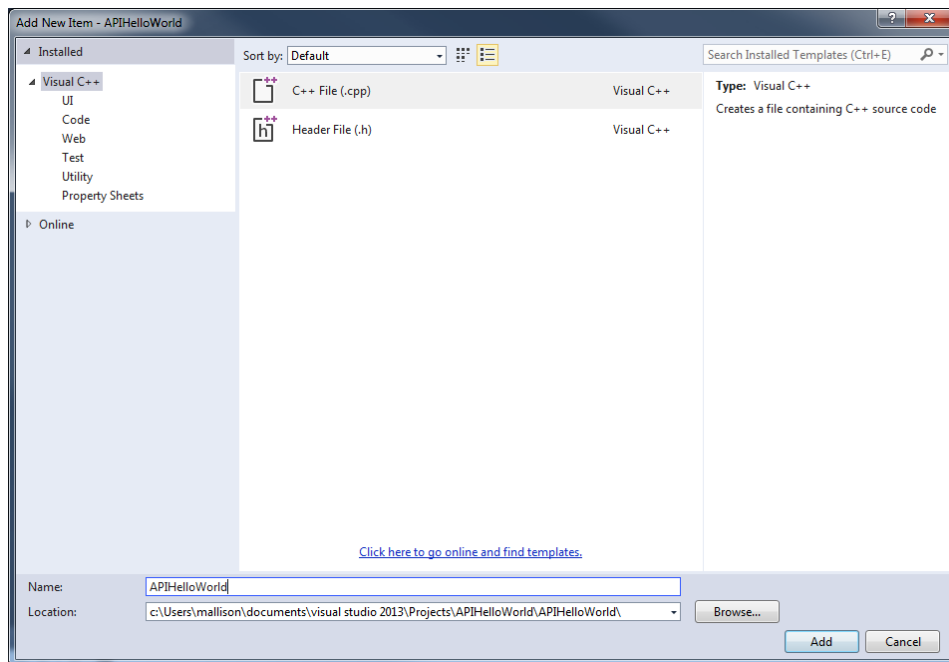 Add New Item - APIHelloWorld
Installed
Sort by: Default
Search Installed Templates (Ctrl+E)
Visual C++
UI
Code
Web
Test
Utility
Property Sheets
Online
C++ File (.cpp) Visual C++
Header File (.h) Visual C++
Type: Visual C++
Creates a file containing C++ source code
Click here to go online and find templates.
Name: APIHelloWorld
Location: c:\Users\mallison\documents\visual studio 2013\Projects\APIHelloWorld\APIHelloWorld\ Browse...
Add Cancel